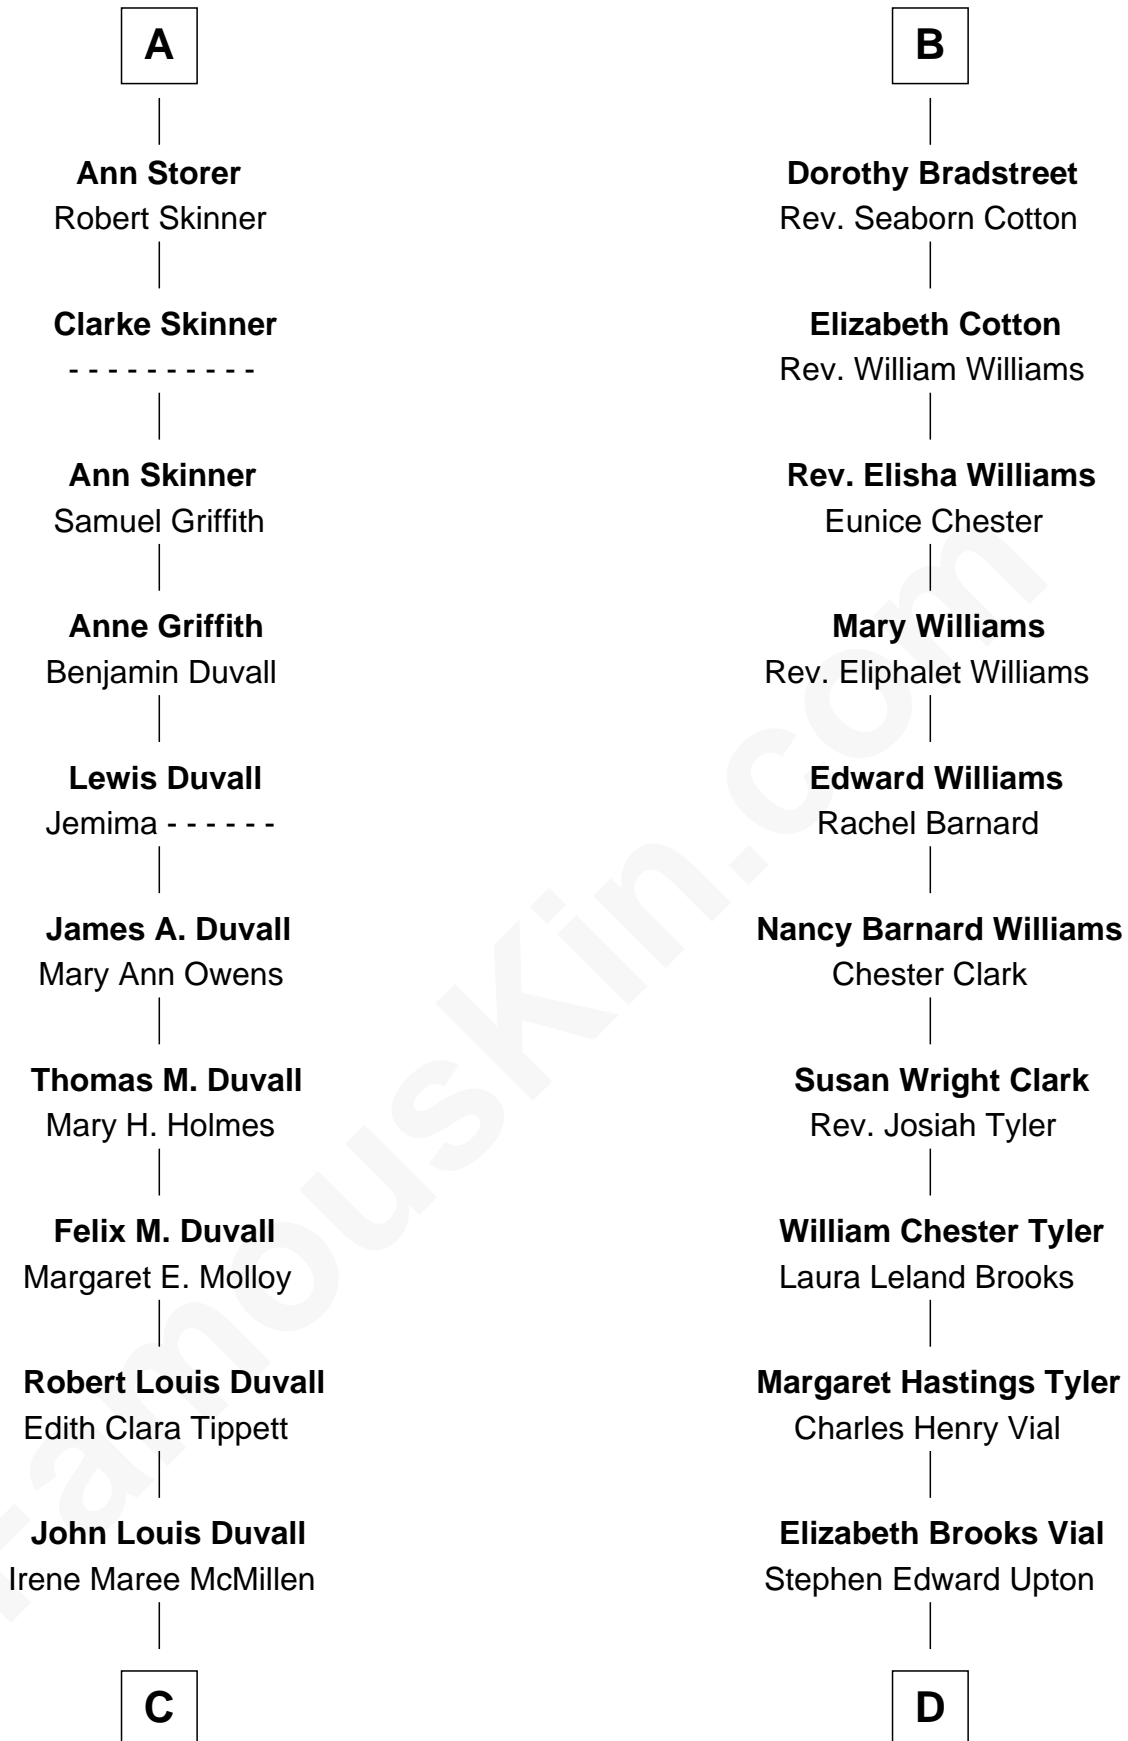 A
Ann Storer
Robert Skinner
Clarke Skinner
- - - - - - - - - -
Ann Skinner
Samuel Griffith
Anne Griffith
Benjamin Duvall
Lewis Duvall
Jemima - - - - - -
James A. Duvall
Mary Ann Owens
Thomas M. Duvall
Mary H. Holmes
Felix M. Duvall
Margaret E. Molloy
Robert Louis Duvall
Edith Clara Tippett
John Louis Duvall
Irene Maree McMillen
C
B
Dorothy Bradstreet
Rev. Seaborn Cotton
Elizabeth Cotton
Rev. William Williams
Rev. Elisha Williams
Eunice Chester
Mary Williams
Rev. Eliphalet Williams
Edward Williams
Rachel Barnard
Nancy Barnard Williams
Chester Clark
Susan Wright Clark
Rev. Josiah Tyler
William Chester Tyler
Laura Leland Brooks
Margaret Hastings Tyler
Charles Henry Vial
Elizabeth Brooks Vial
Stephen Edward Upton
D
FamousKin.com